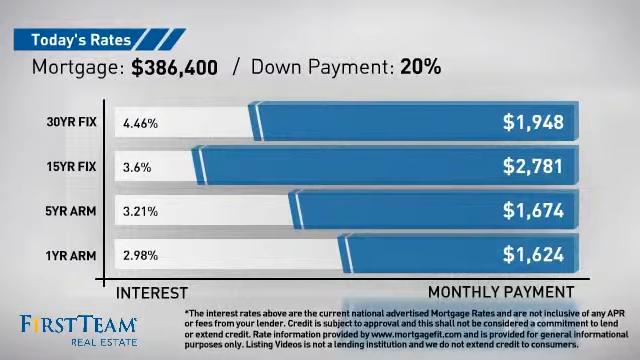 Today's Rates
Mortgage: $386,400 / Down Payment: 20%
30YR FIX 4.46% $1,948
15YR FIX 3.6% $2,781
5YR ARM 3.21% $1,674
1YR ARM 2.98% $1,624
INTEREST MONTHLY PAYMENT
FIRSTTEAM®
REAL ESTATE
*The interest rates above are the current national advertised Mortgage Rates and are not inclusive of any APR
or fees from your lender. Credit is subject to approval and this shall not be considered a commitment to lend
or extend credit. Rate information provided by www.mortgagefit.com and is provided for general informational
purposes only. Listing Videos is not a lending institution and we do not extend credit to consumers.